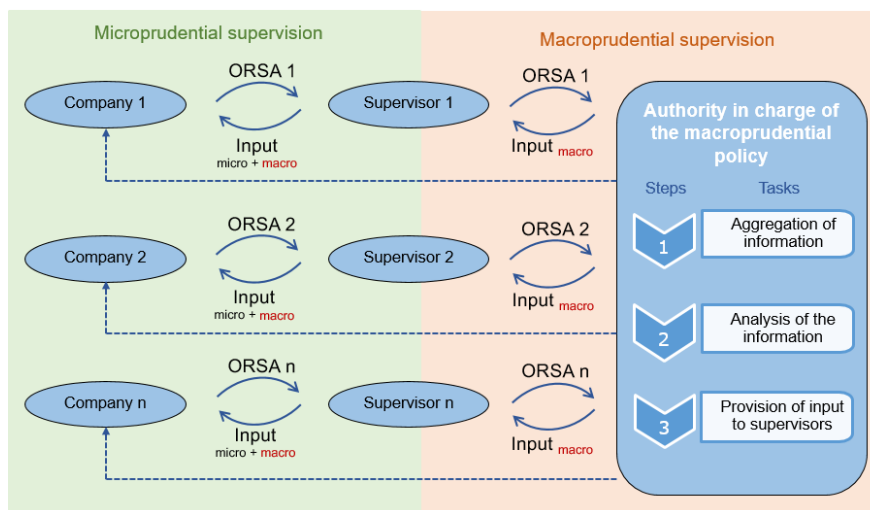 Microprudential supervision
Macroprudential supervision
Company 1
ORSA 1
Input
micro + macro
Supervisor 1
ORSA 1
Input macro
Company 2
ORSA 2
Input
micro + macro
Supervisor 2
ORSA 2
Input macro
Company n
ORSA n
Input
micro + macro
Supervisor n
ORSA n
Input macro
Authority in charge of
the macroprudential
policy
Steps
Tasks
1
Aggregation of
information
2
Analysis of the
information
3
Provision of input
to supervisors